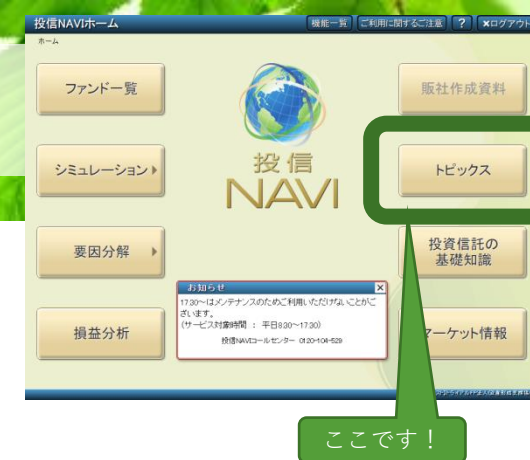 投信NAVIホーム
機能一覧 ご利用に関するご注意 ? ×ログアウト
ホーム
ファンド一覧
販社作成資料
シミュレーション
投信
NAVI
トピックス
要因分解
投資信託の
基礎知識
お知らせ
17:30~はメンテナンスのためご利用いただけないことがご
ざいます。
(サービス対象時間 : 平日8:30~17:30)
投信NAVIコールセンター 0120-104-529
損益分析
マーケット情報
ここです!